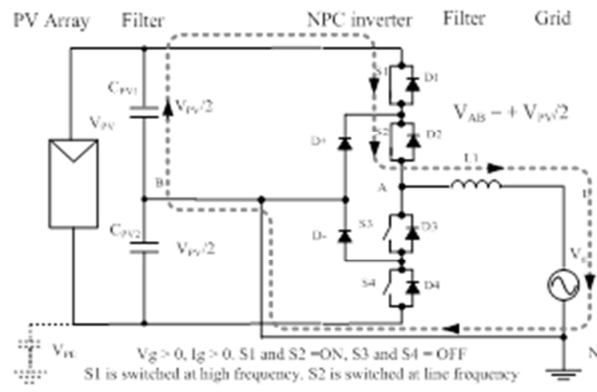 PV Array Filter NPC inverter Filter Grid
S1 D1
CPV1 VPV/2
VPV S2 D2 VAB − + VPV/2
D+ L1
B A I
CPV2 S3 D3
D- VPV/2 Vg
S4 D4
VPE N
Vg > 0, Ig > 0. S1 and S2 =ON, S3 and S4 = OFF
S1 is switched at high frequency. S2 is switched at line frequency